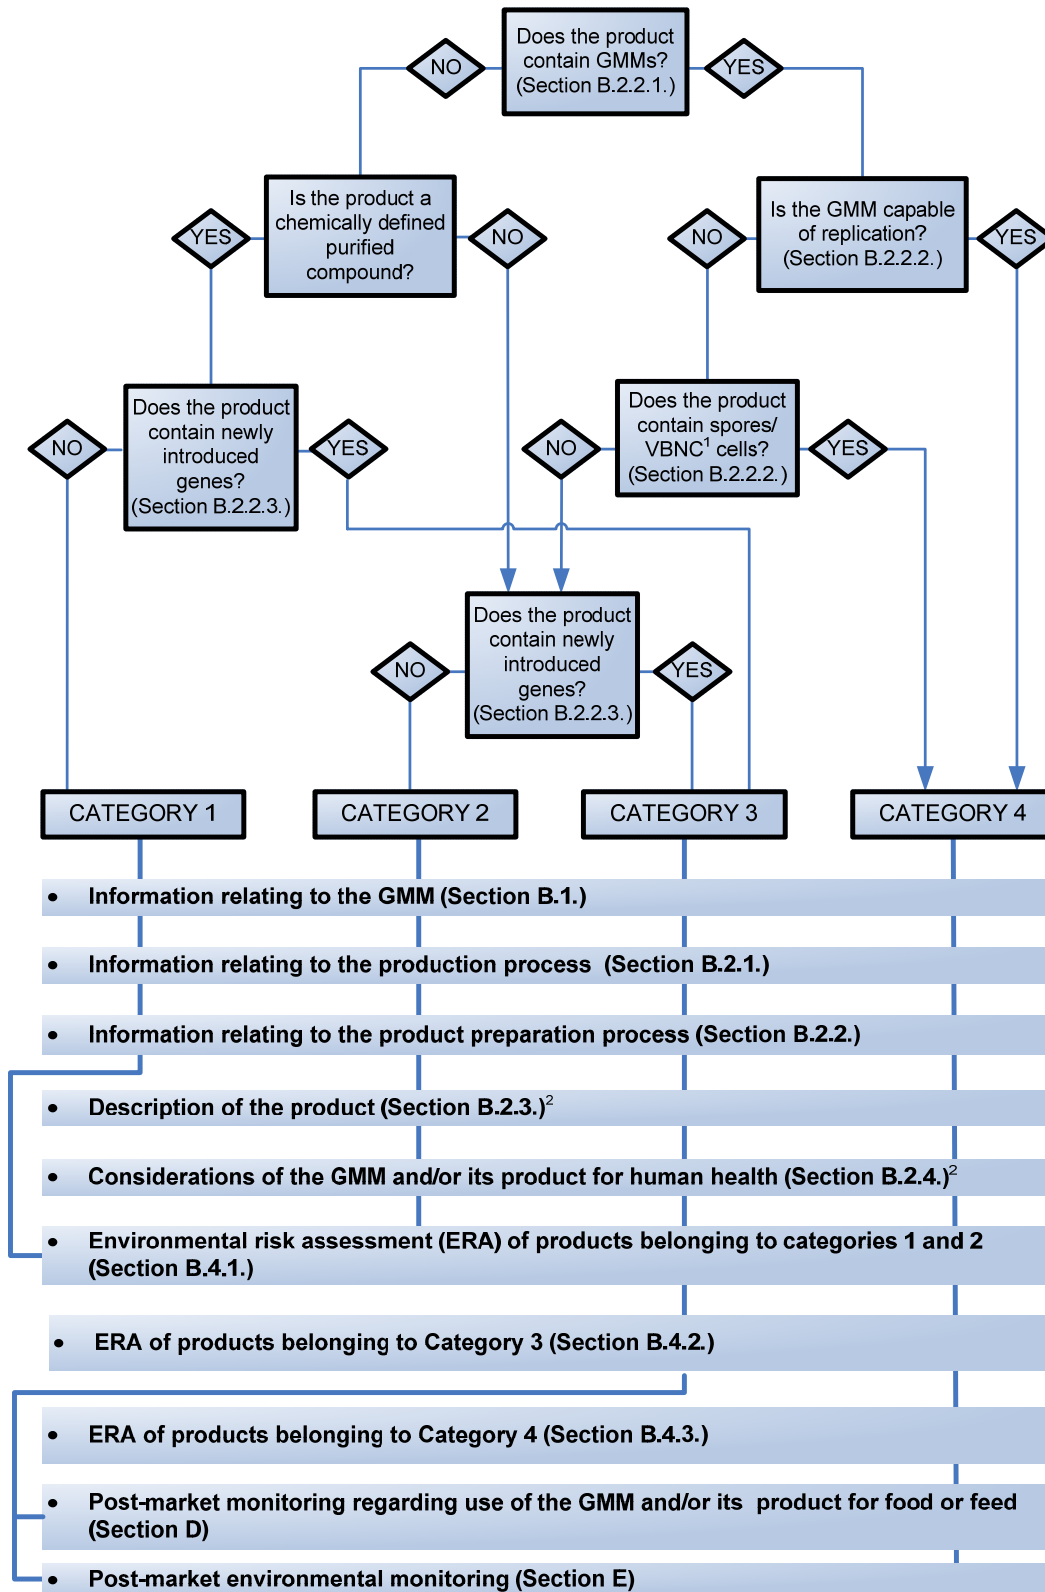 Does the product
contain GMMs?
(Section B.2.2.1.)
NO
YES
Is the product a
chemically defined
purified
compound?
YES
NO
Is the GMM capable
of replication?
(Section B.2.2.2.)
NO
YES
Does the product
contain newly
introduced
genes?
(Section B.2.2.3.)
NO
YES
Does the product
contain spores/
VBNC¹ cells?
(Section B.2.2.2.)
NO
YES
Does the product
contain newly
introduced
genes?
(Section B.2.2.3.)
NO
YES
CATEGORY 1
CATEGORY 2
CATEGORY 3
CATEGORY 4
• Information relating to the GMM (Section B.1.)
• Information relating to the production process (Section B.2.1.)
• Information relating to the product preparation process (Section B.2.2.)
• Description of the product (Section B.2.3.)²
• Considerations of the GMM and/or its product for human health (Section B.2.4.)²
• Environmental risk assessment (ERA) of products belonging to categories 1 and 2
(Section B.4.1.)
• ERA of products belonging to Category 3 (Section B.4.2.)
• ERA of products belonging to Category 4 (Section B.4.3.)
• Post-market monitoring regarding use of the GMM and/or its product for food or feed
(Section D)
• Post-market environmental monitoring (Section E)